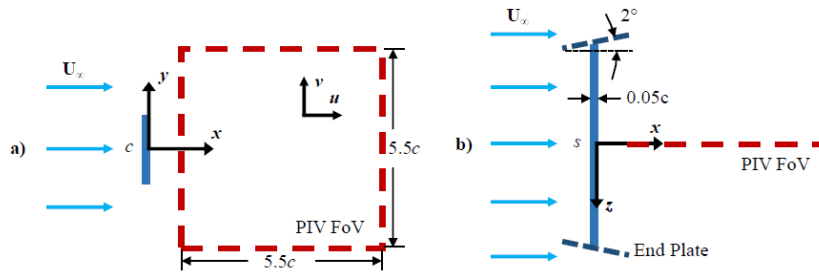 U∞
y
v
u
a)
c
x
5.5c
PIV FoV
5.5c
U∞
2°
0.05c
b)
s
x
PIV FoV
z
End Plate